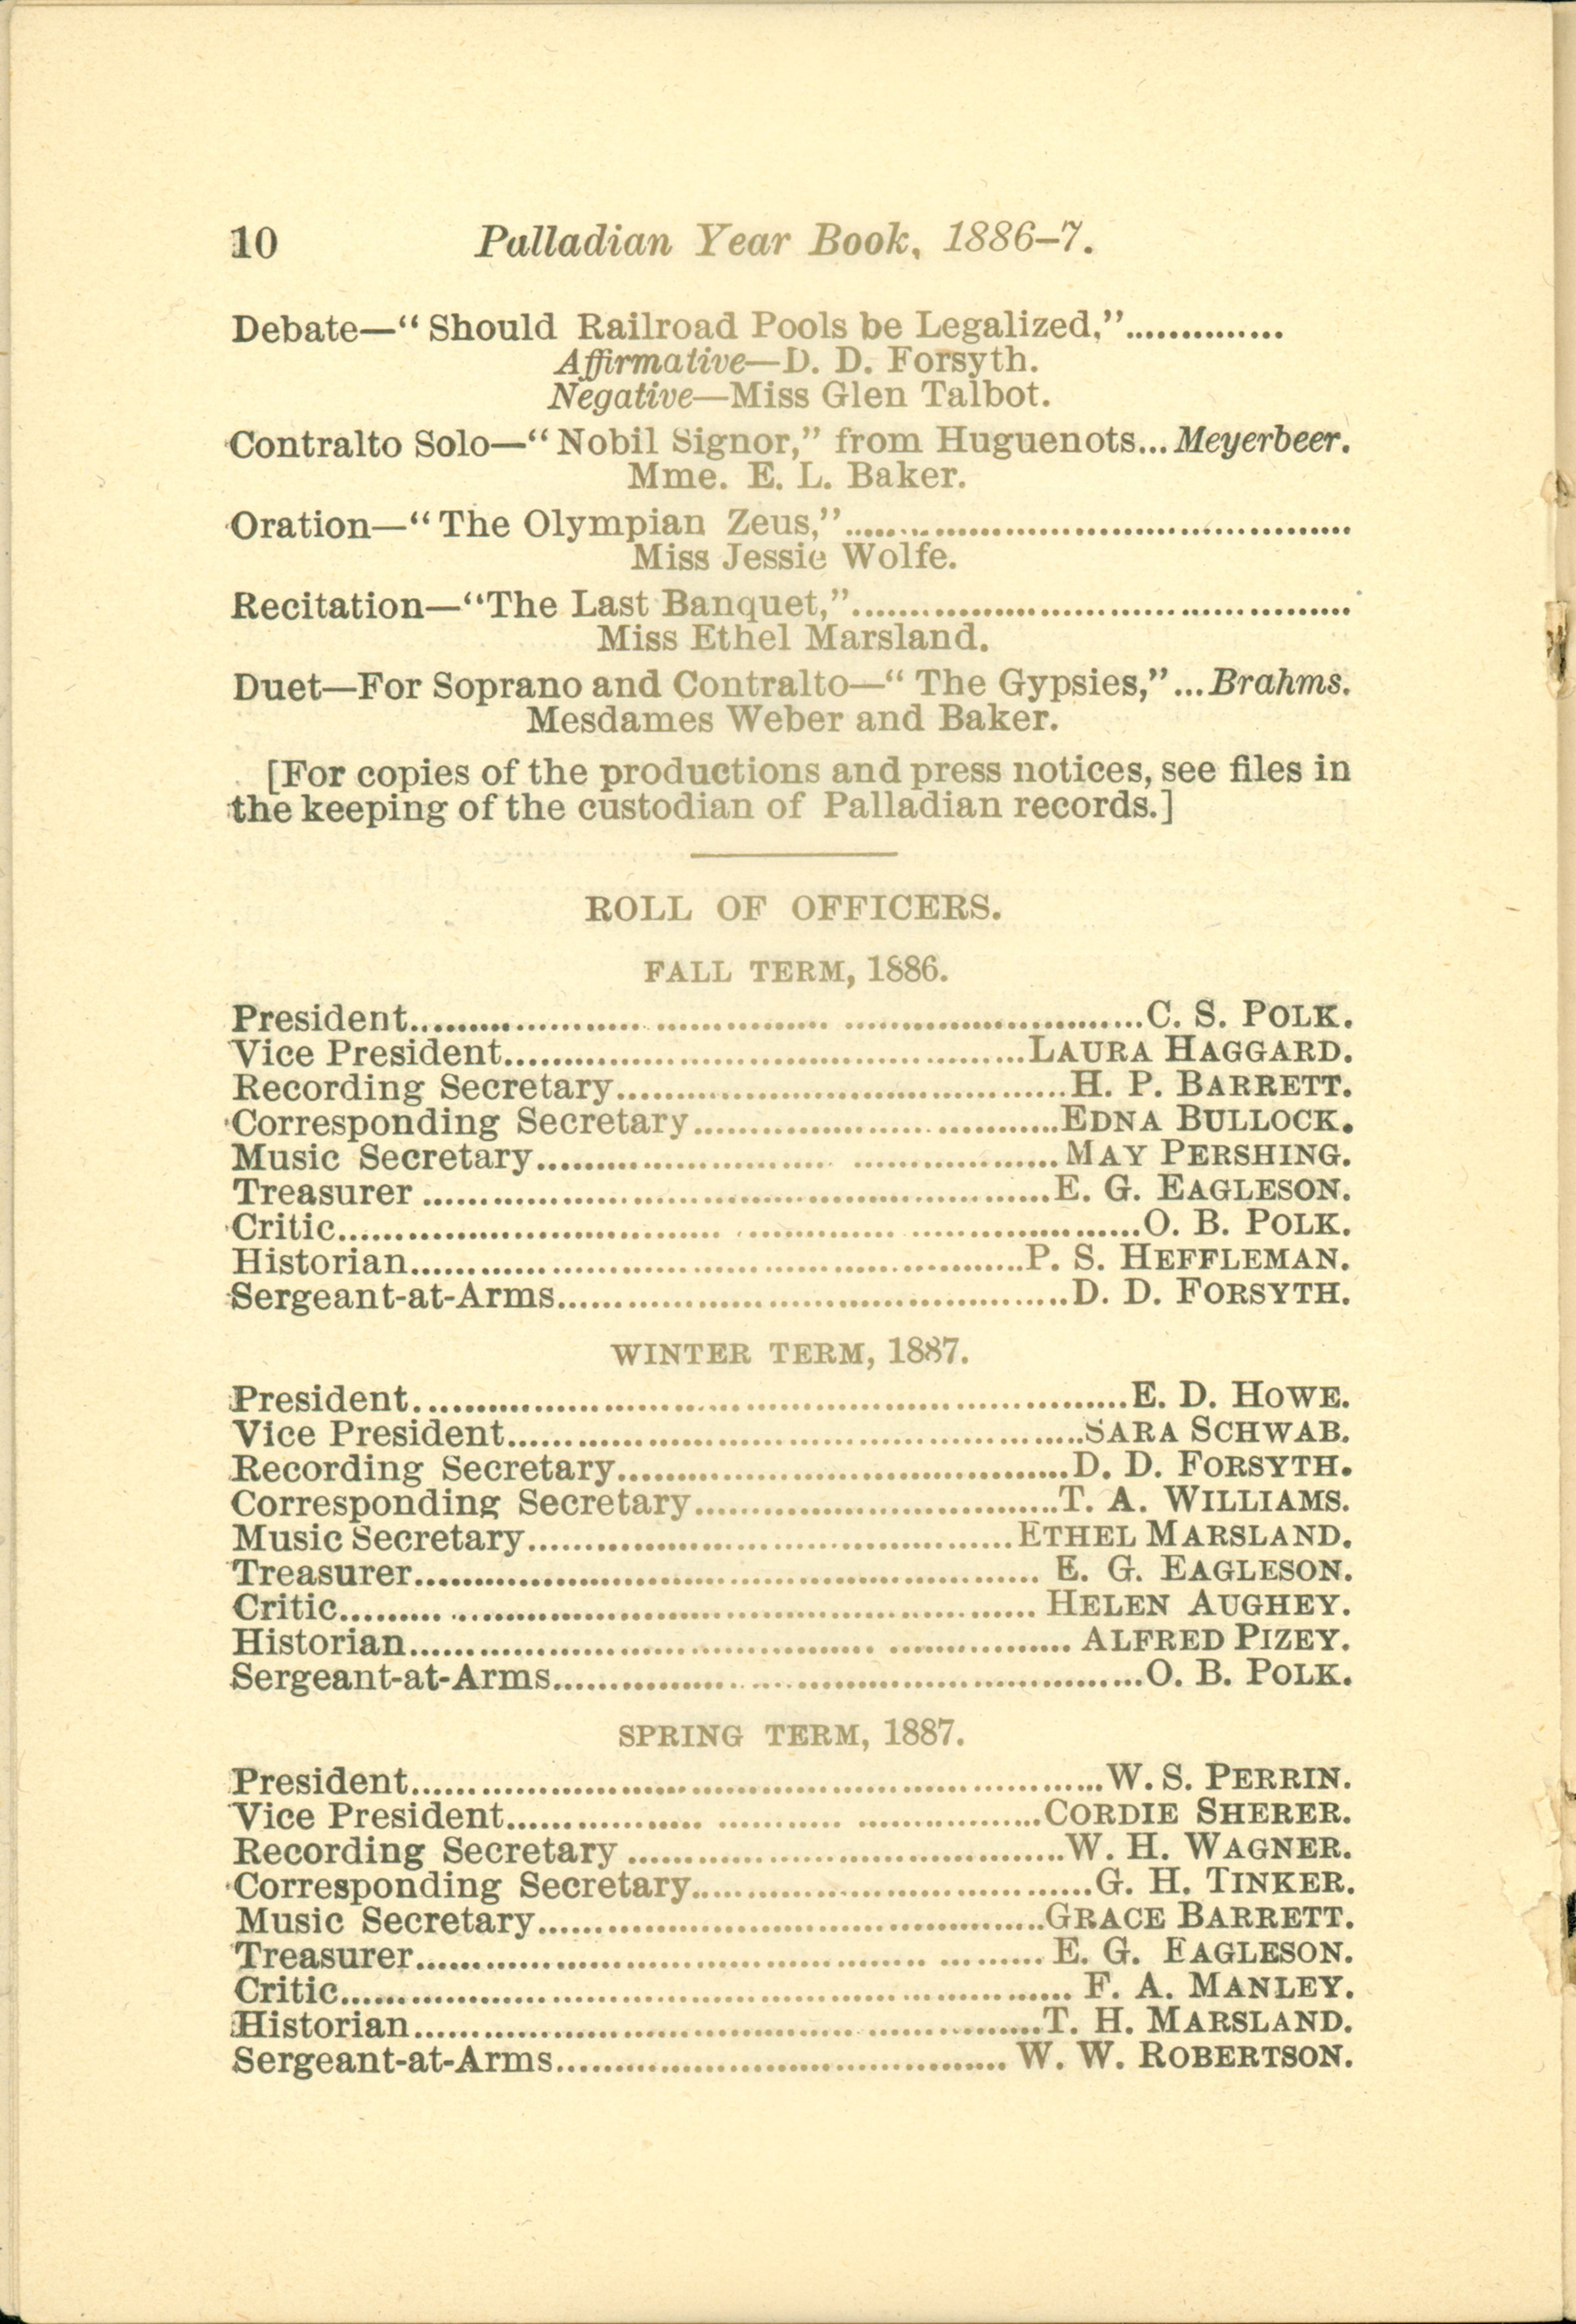 10 Palladian Year Book, 1886-7.
Debate—“Should Railroad Pools be Legalized,”..............
Affirmative—D. D. Forsyth.
Negative—Miss Glen Talbot.
Contralto Solo—“Nobil Signor,” from Huguenots...Meyerbeer.
Mme. E. L. Baker.
Oration—“The Olympian Zeus,”..............................
Miss Jessie Wolfe.
Recitation—“The Last Banquet,”..............................
Miss Ethel Marsland.
Duet—For Soprano and Contralto—“The Gypsies,”...Brahms.
Mesdames Weber and Baker.
[For copies of the productions and press notices, see files in
the keeping of the custodian of Palladian records.]
ROLL OF OFFICERS.
FALL TERM, 1886.
President..............................C. S. POLK.
Vice President..............................LAURA HAGGARD.
Recording Secretary..............................H. P. BARRETT.
Corresponding Secretary..............................EDNA BULLOCK.
Music Secretary..............................MAY PERSHING.
Treasurer..............................E. G. EAGLESON.
Critic..............................O. B. POLK.
Historian..............................P. S. HEFFLEMAN.
Sergeant-at-Arms..............................D. D. FORSYTH.
WINTER TERM, 1887.
President..............................E. D. HOWE.
Vice President..............................SARA SCHWAB.
Recording Secretary..............................D. D. FORSYTH.
Corresponding Secretary..............................T. A. WILLIAMS.
Music Secretary..............................ETHEL MARSLAND.
Treasurer..............................E. G. EAGLESON.
Critic..............................HELEN AUGHEY.
Historian..............................ALFRED PIZEY.
Sergeant-at-Arms..............................O. B. POLK.
SPRING TERM, 1887.
President..............................W. S. PERRIN.
Vice President..............................CORDIE SHERER.
Recording Secretary..............................W. H. WAGNER.
Corresponding Secretary..............................G. H. TINKER.
Music Secretary..............................GRACE BARRETT.
Treasurer..............................E. G. EAGLESON.
Critic..............................F. A. MANLEY.
Historian..............................T. H. MARSLAND.
Sergeant-at-Arms..............................W. W. ROBERTSON.